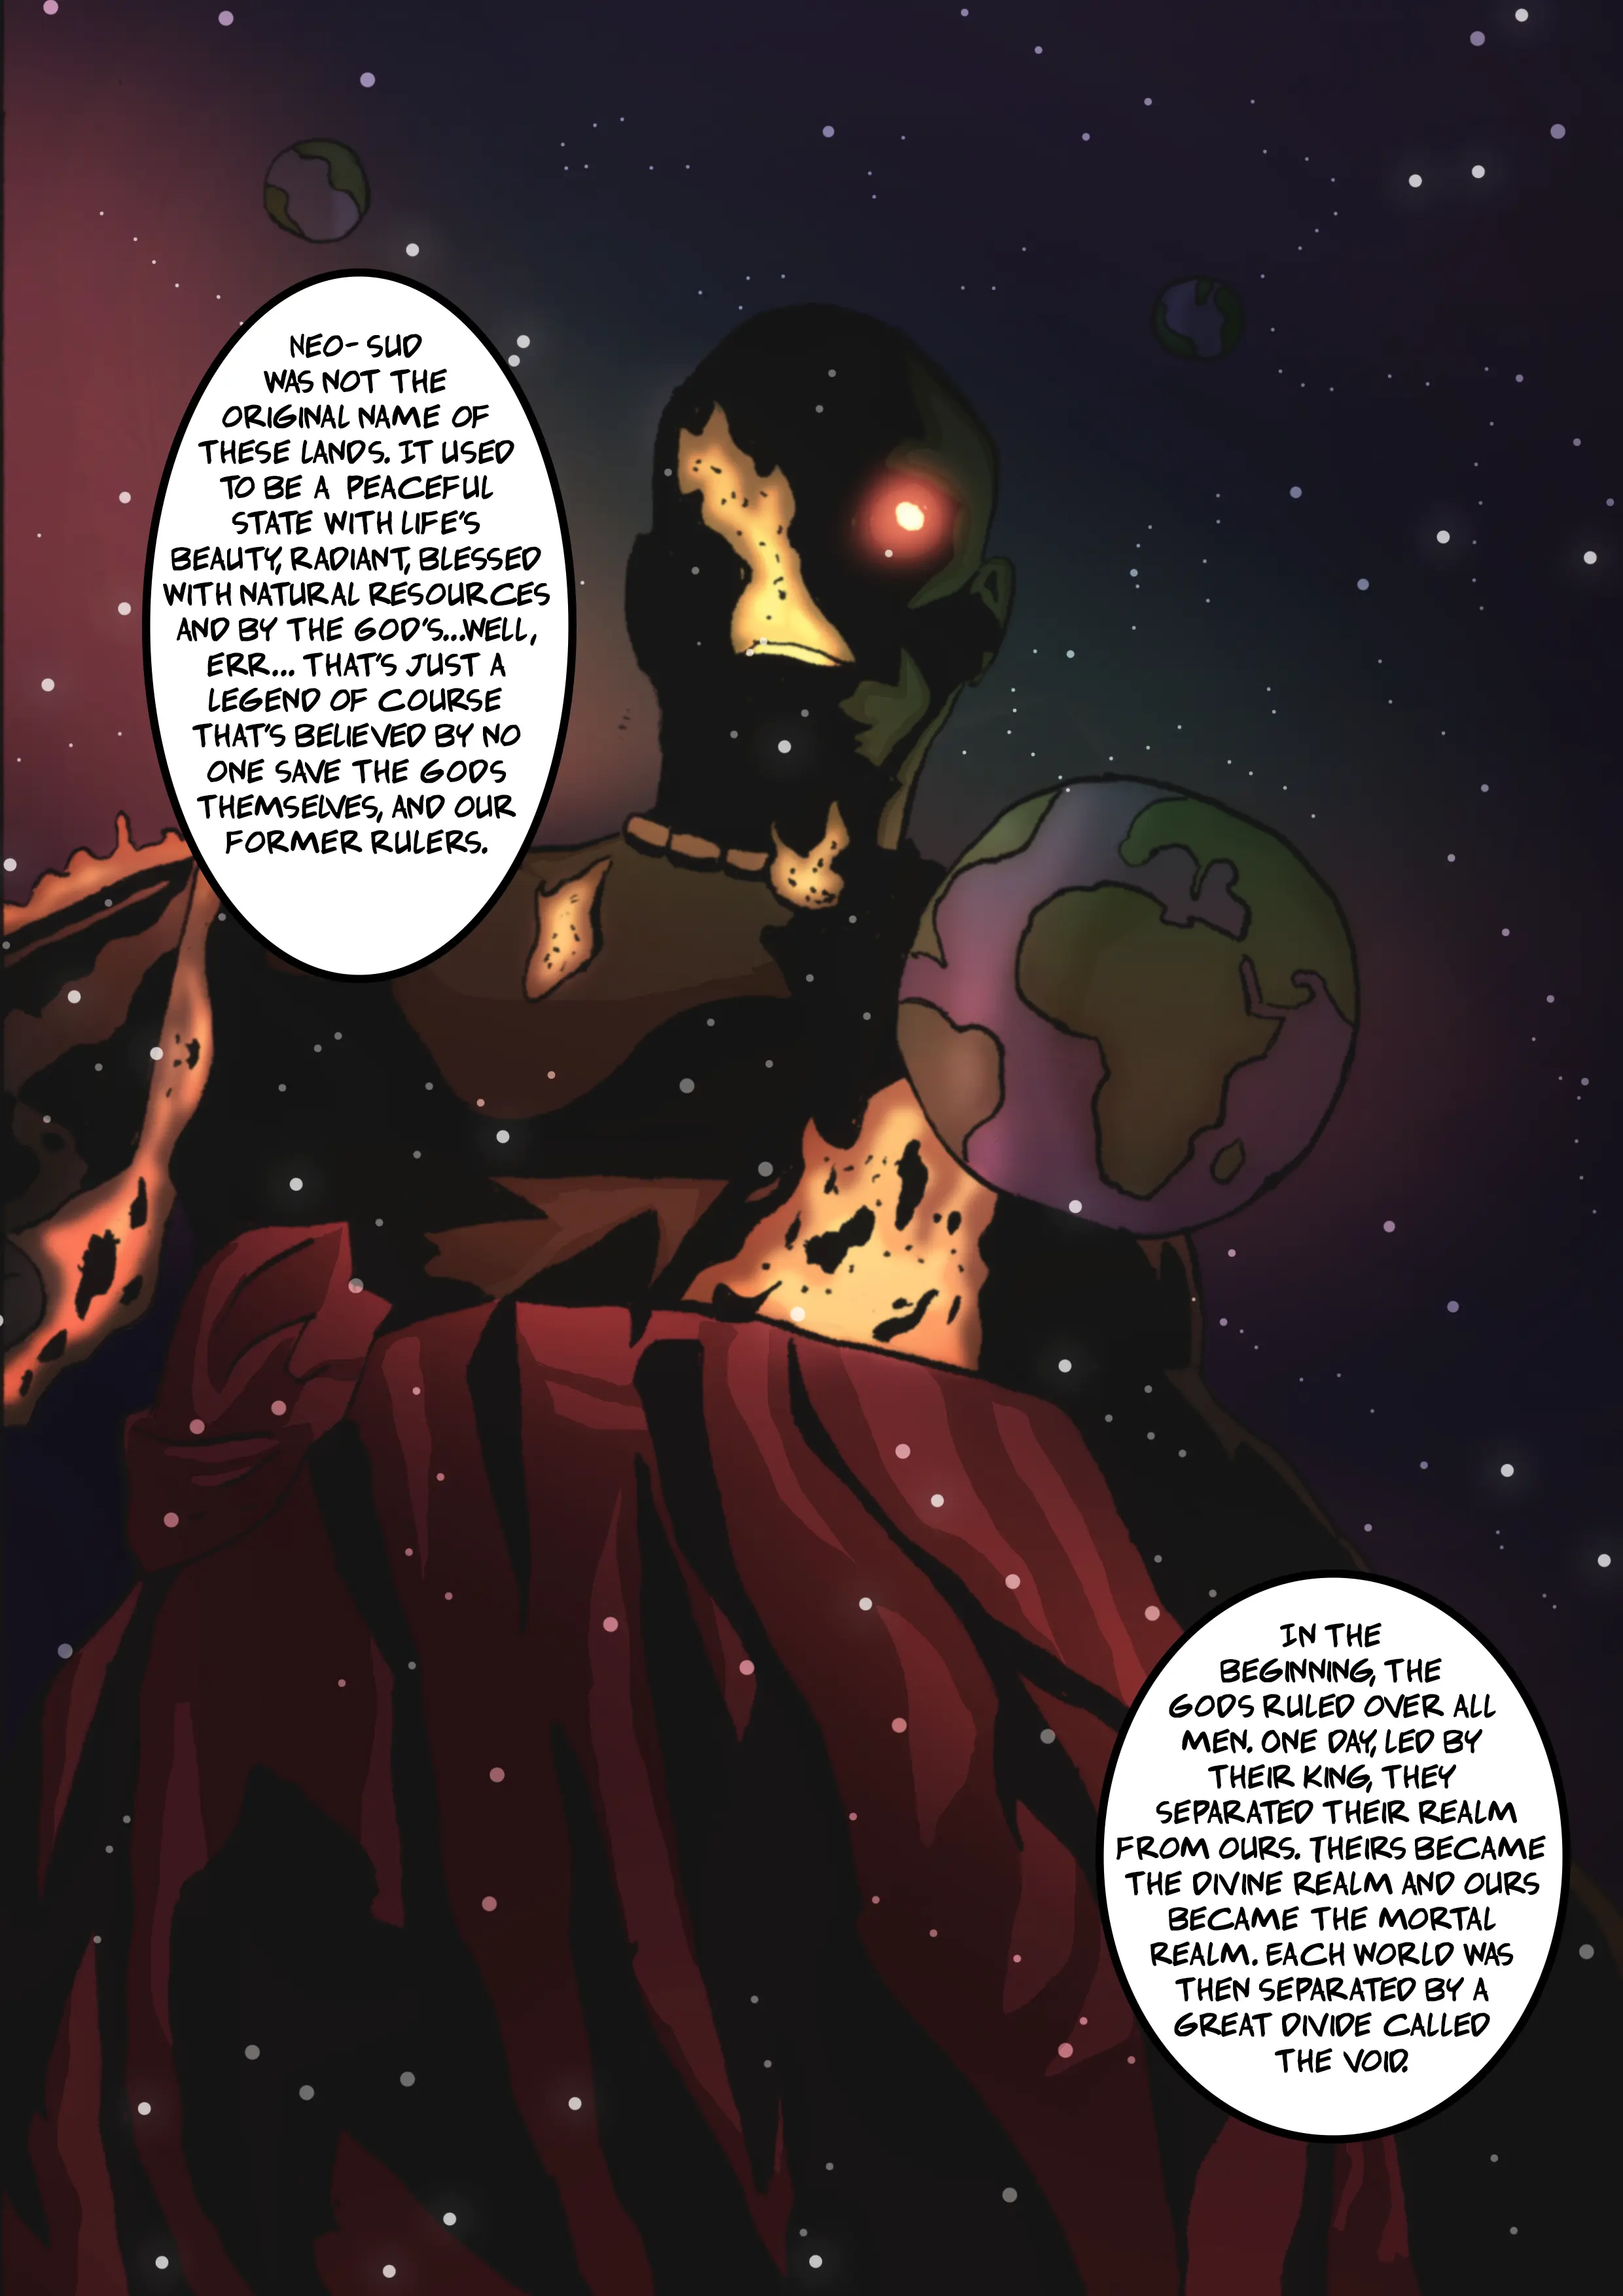 NEO- SUD
WAS NOT THE
ORIGINAL NAME OF
THESE LANDS. IT USED
TO BE A PEACEFUL
STATE WITH LIFE'S
BEAUTY, RADIANT, BLESSED
WITH NATURAL RESOURCES
AND BY THE GOD'S...WELL,
ERR... THAT'S JUST A
LEGEND OF COURSE
THAT'S BELIEVED BY NO
ONE SAVE THE GODS
THEMSELVES, AND OUR
FORMER RULERS.
IN THE
BEGINNING, THE
GODS RULED OVER ALL
MEN. ONE DAY, LED BY
THEIR KING, THEY
SEPARATED THEIR REALM
FROM OURS. THEIRS BECAME
THE DIVINE REALM AND OURS
BECAME THE MORTAL
REALM. EACH WORLD WAS
THEN SEPARATED BY A
GREAT DIVIDE CALLED
THE VOID.